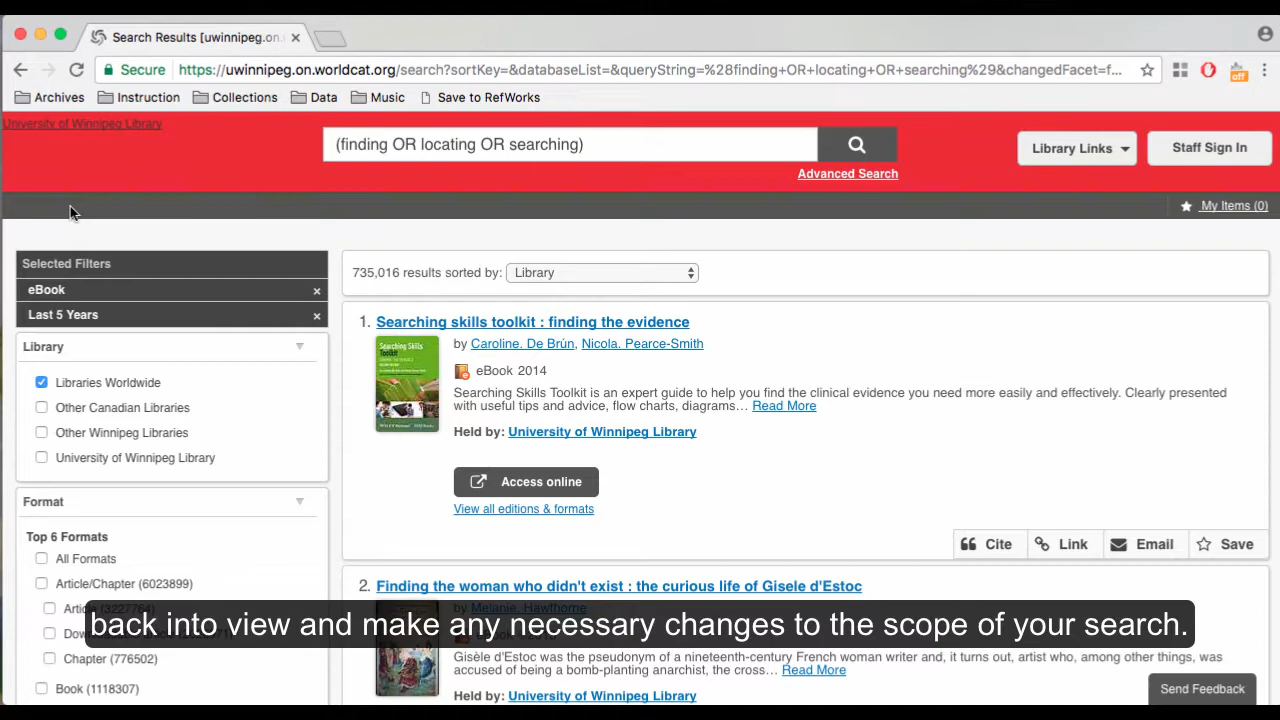 Search Results [uwinnipeg.on.
Secure https://uwinnipeg.on.worldcat.org/search?sortKey=&databaseList=&queryString=%28finding+OR+locating+OR+searching%29&changedFacet=f...
off
Archives Instruction Collections Data Music Save to RefWorks
University of Winnipeg Library
(finding OR locating OR searching)
Library Links
Staff Sign In
Advanced Search
My Items (0)
Selected Filters
eBook ×
Last 5 Years ×
Library
Libraries Worldwide
Other Canadian Libraries
Other Winnipeg Libraries
University of Winnipeg Library
Format
Top 6 Formats
All Formats
Article/Chapter (6023899)
Chapter (776502)
Book (1118307)
735,016 results sorted by: Library
1. Searching skills toolkit : finding the evidence
Searching Skills
Toolkit
by Caroline. De Brún, Nicola. Pearce-Smith
eBook 2014
Searching Skills Toolkit is an expert guide to help you find the clinical evidence you need more easily and effectively. Clearly presented
with useful tips and advice, flow charts, diagrams... Read More
Held by: University of Winnipeg Library
Access online
View all editions & formats
Cite Link Email Save
2. Finding the woman who didn't exist : the curious life of Gisele d'Estoc
by Melanie. Hawthorne
back into view and make any necessary changes to the scope of your search.
Gisèle d'Estoc was the pseudonym of a nineteenth-century French woman writer and, it turns out, artist who, among other things, was
accused of being a bomb-planting anarchist, the cross... Read More
Held by: University of Winnipeg Library
Send Feedback